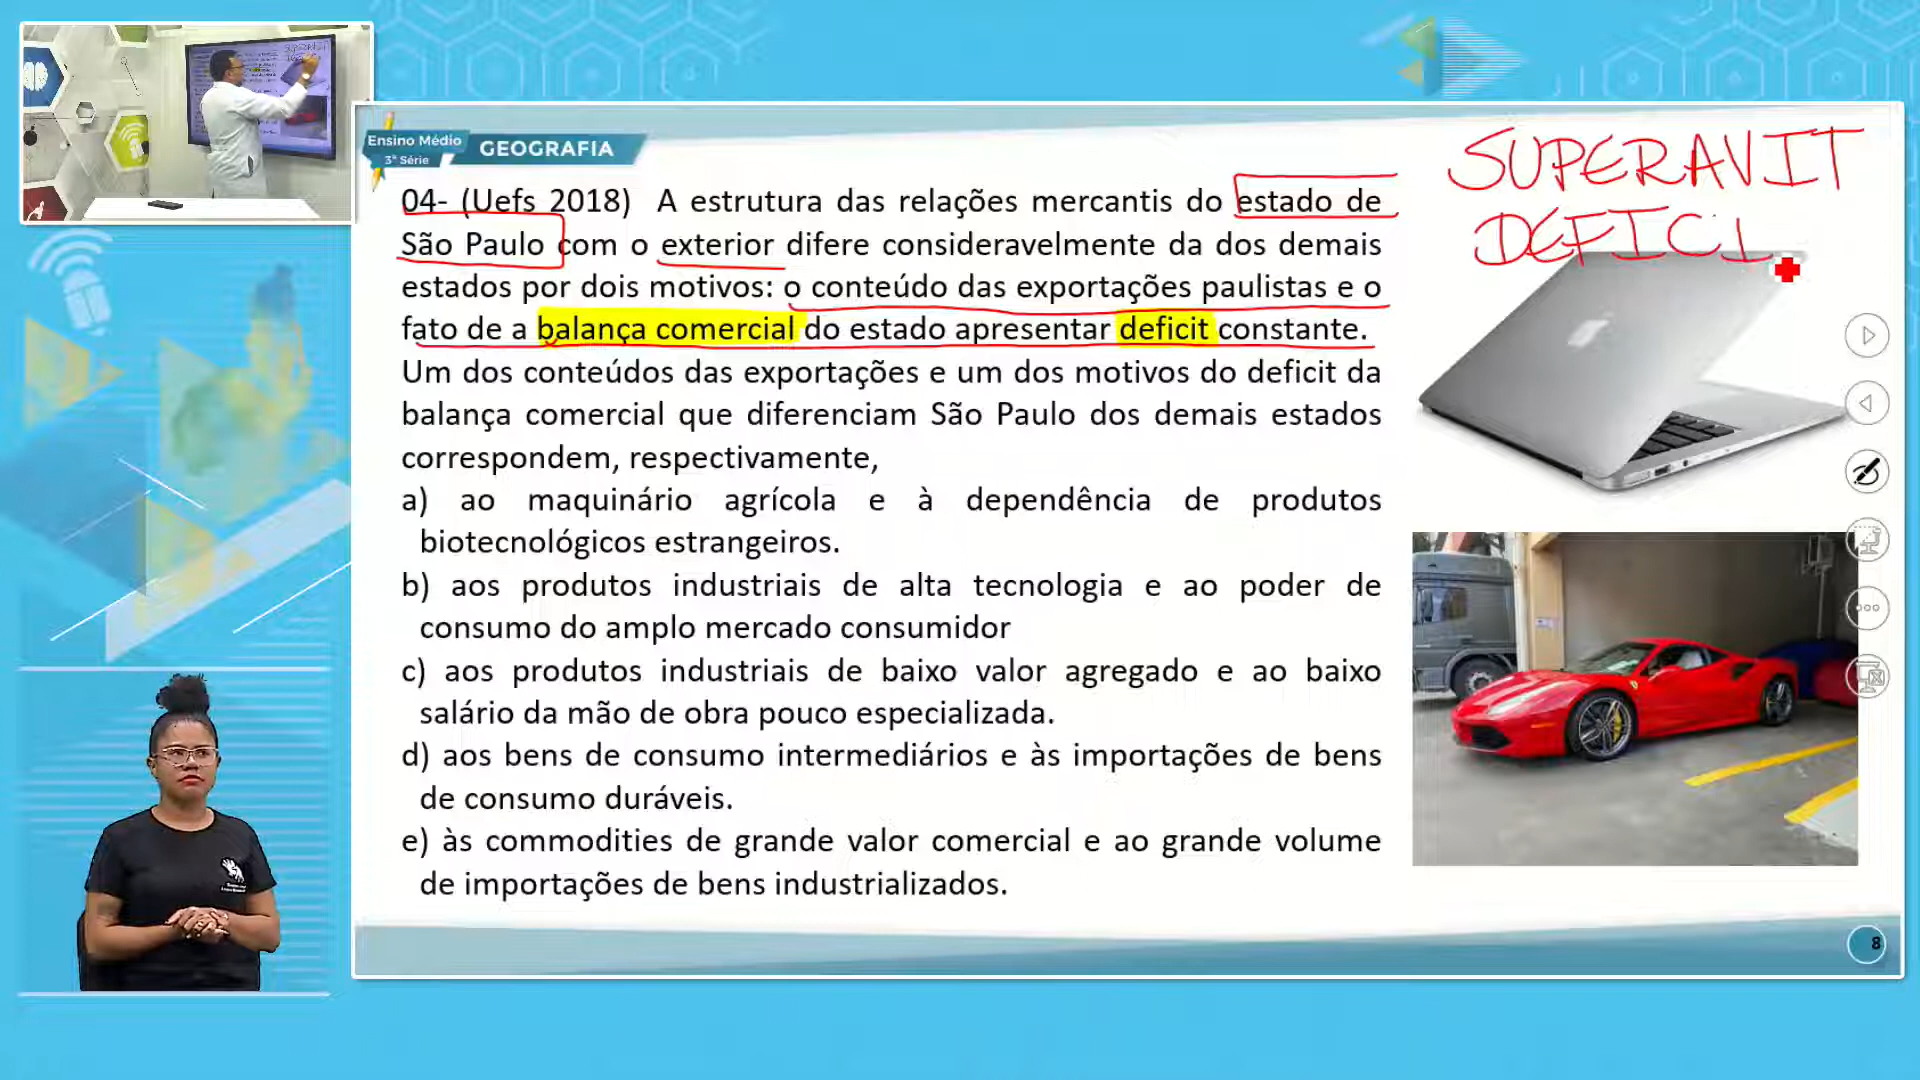 Ensino Médio
3ª Série
GEOGRAFIA
SUPERAVIT
DEFICI
04- (Uefs 2018) A estrutura das relações mercantis do estado de
São Paulo com o exterior difere consideravelmente da dos demais
estados por dois motivos: o conteúdo das exportações paulistas e o
fato de a balança comercial do estado apresentar deficit constante.
Um dos conteúdos das exportações e um dos motivos do deficit da
balança comercial que diferenciam São Paulo dos demais estados
correspondem, respectivamente,
a) ao maquinário agrícola e à dependência de produtos
biotecnológicos estrangeiros.
b) aos produtos industriais de alta tecnologia e ao poder de
consumo do amplo mercado consumidor
c) aos produtos industriais de baixo valor agregado e ao baixo
salário da mão de obra pouco especializada.
d) aos bens de consumo intermediários e às importações de bens
de consumo duráveis.
e) às commodities de grande valor comercial e ao grande volume
de importações de bens industrializados.
8